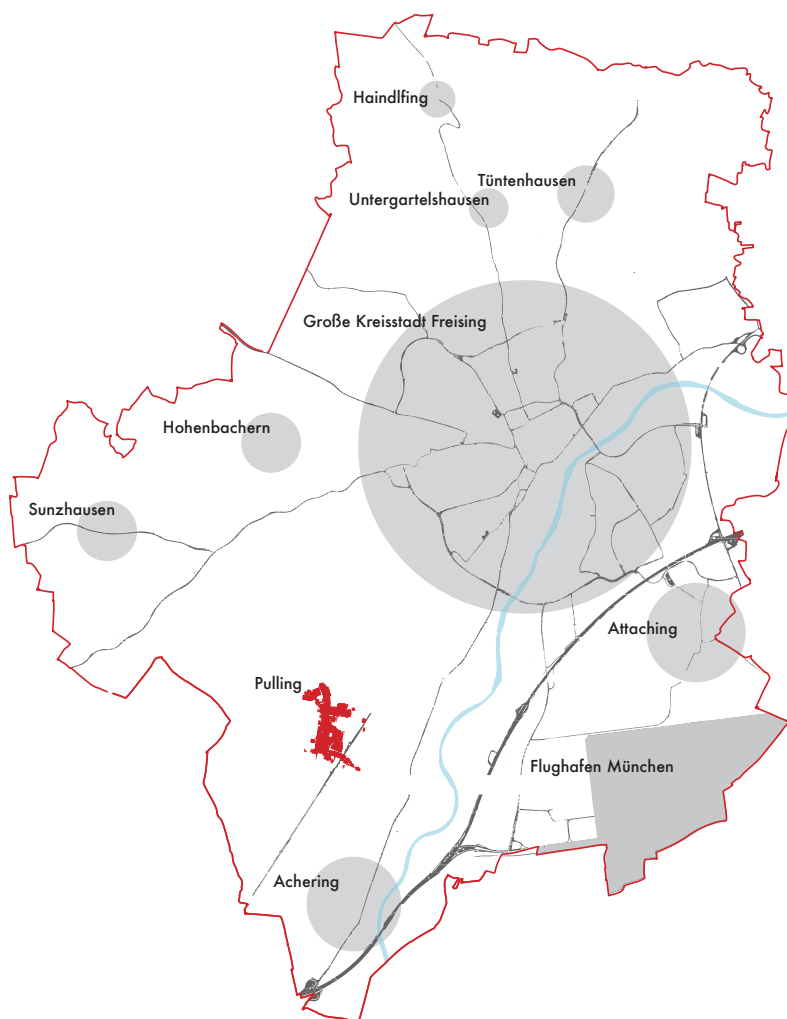 Haindlfing
Tüntenhausen
Untergartelshausen
Große Kreisstadt Freising
Hohenbachern
Sunzhausen
Attaching
Pulling
Flughafen München
Achering